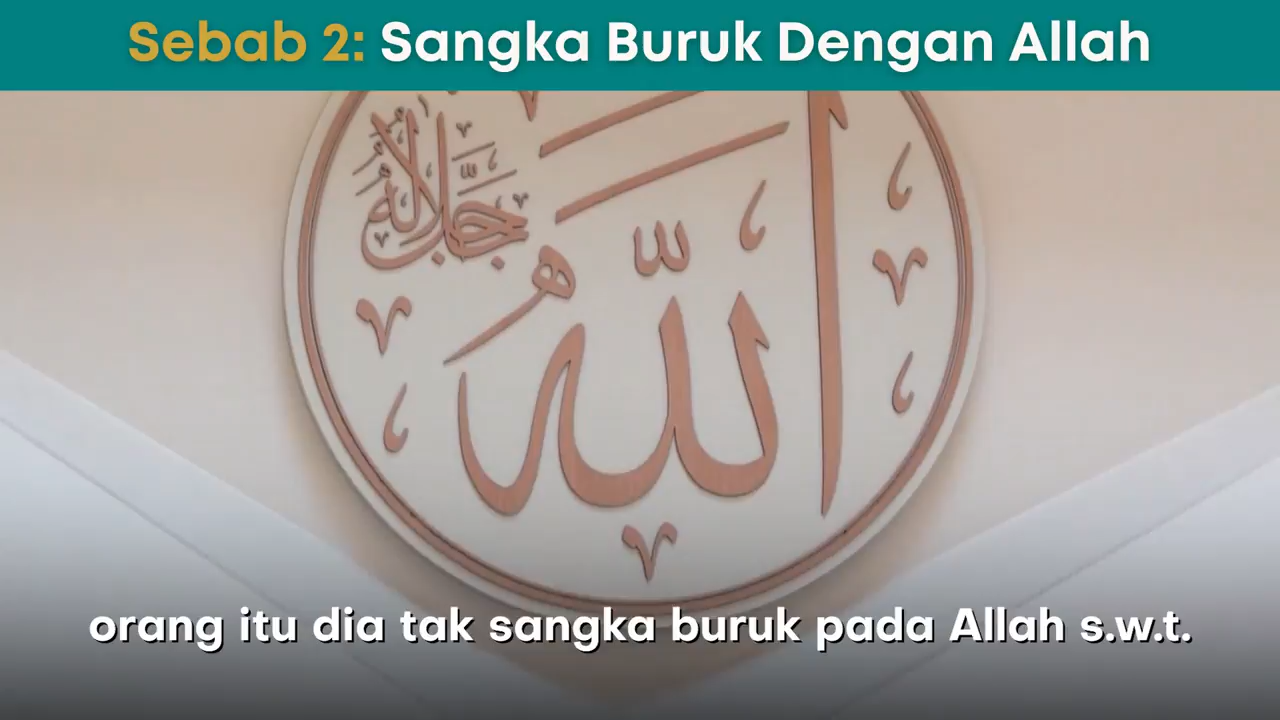 Sebab 2: Sangka Buruk Dengan Allah
جل جلاله
الله
orang itu dia tak sangka buruk pada Allah s.w.t.